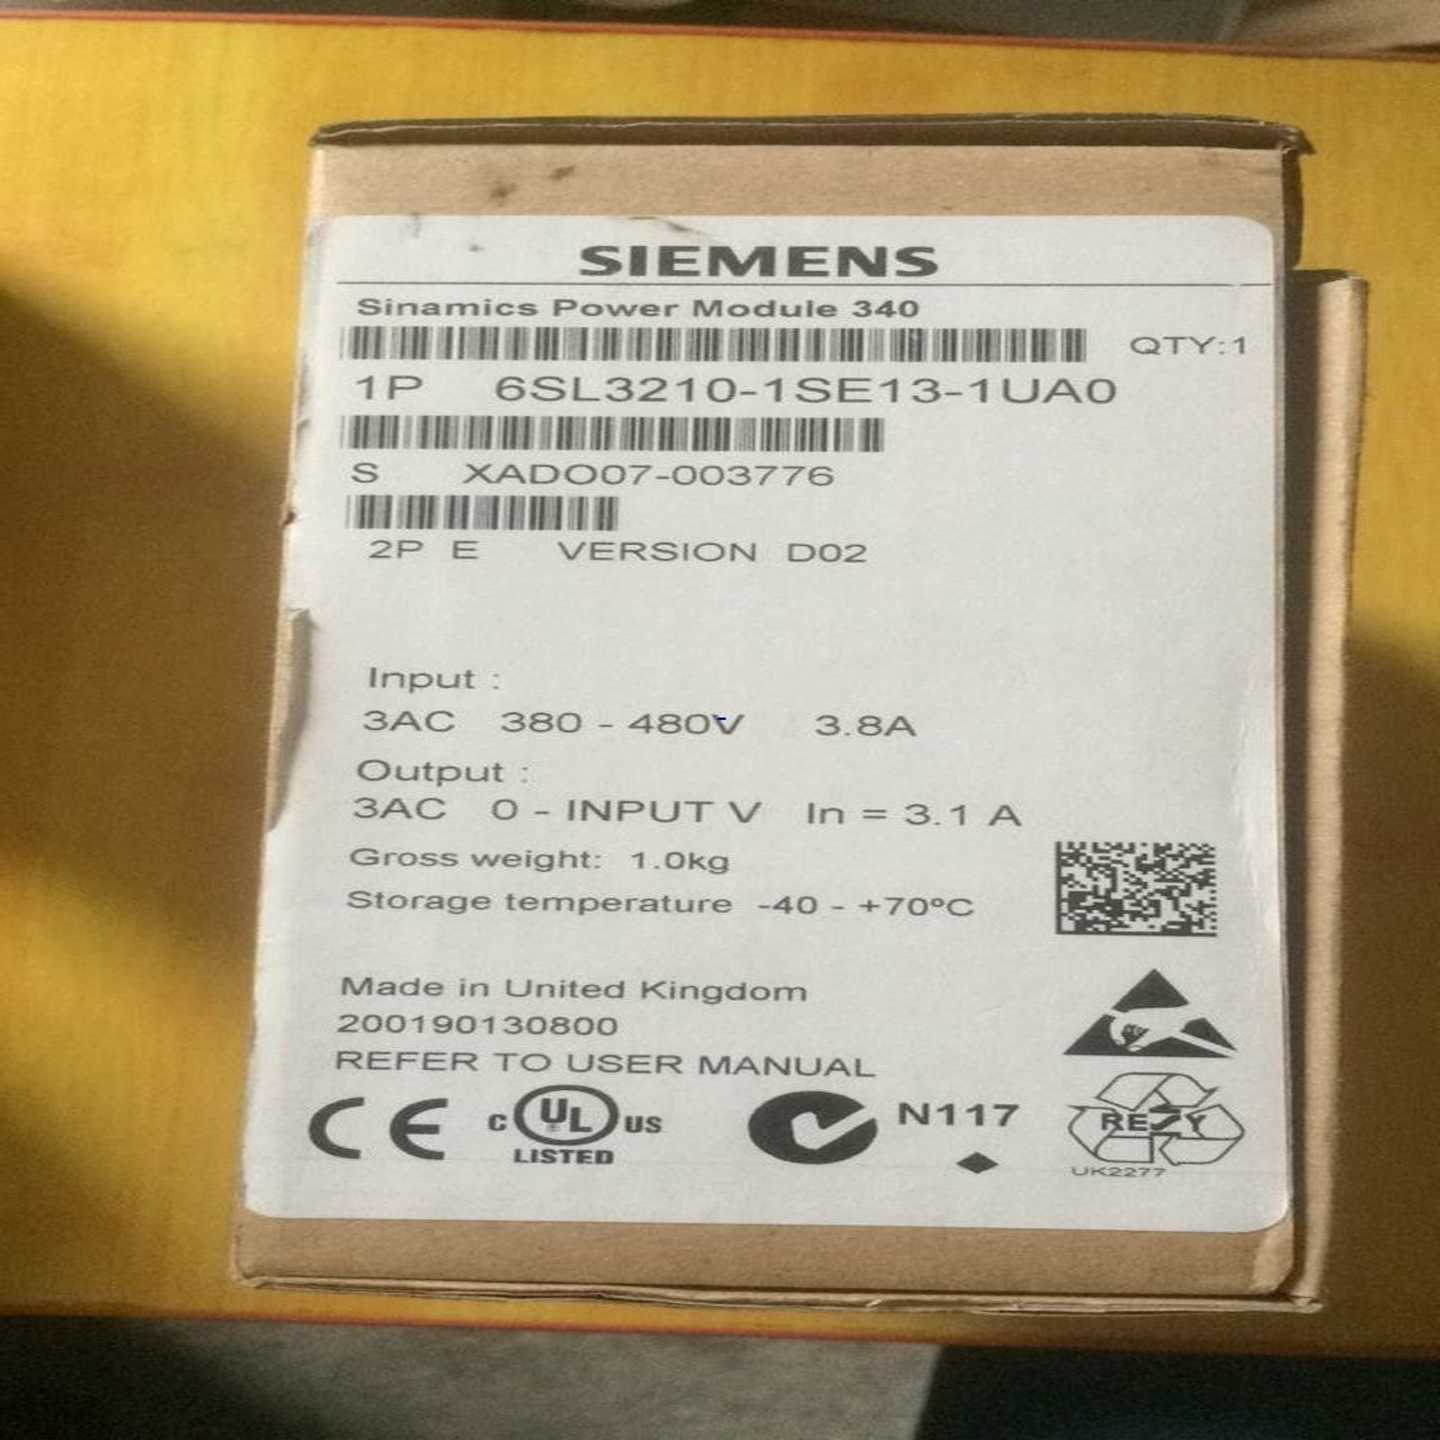 SIEMENS
Sinamics Power Module 340
QTY:1
1P 6SL3210-1SE13-1UA0
S XADO07-003776
2P E VERSION D02
Input :
3AC 380 - 480V 3.8A
Output :
3AC 0 - INPUT V In = 3.1 A
Gross weight: 1.0kg
Storage temperature -40 - +70ºC
Made in United Kingdom
200190130800
REFER TO USER MANUAL
CE
C UL US
LISTED
N117
RESY
UK2277